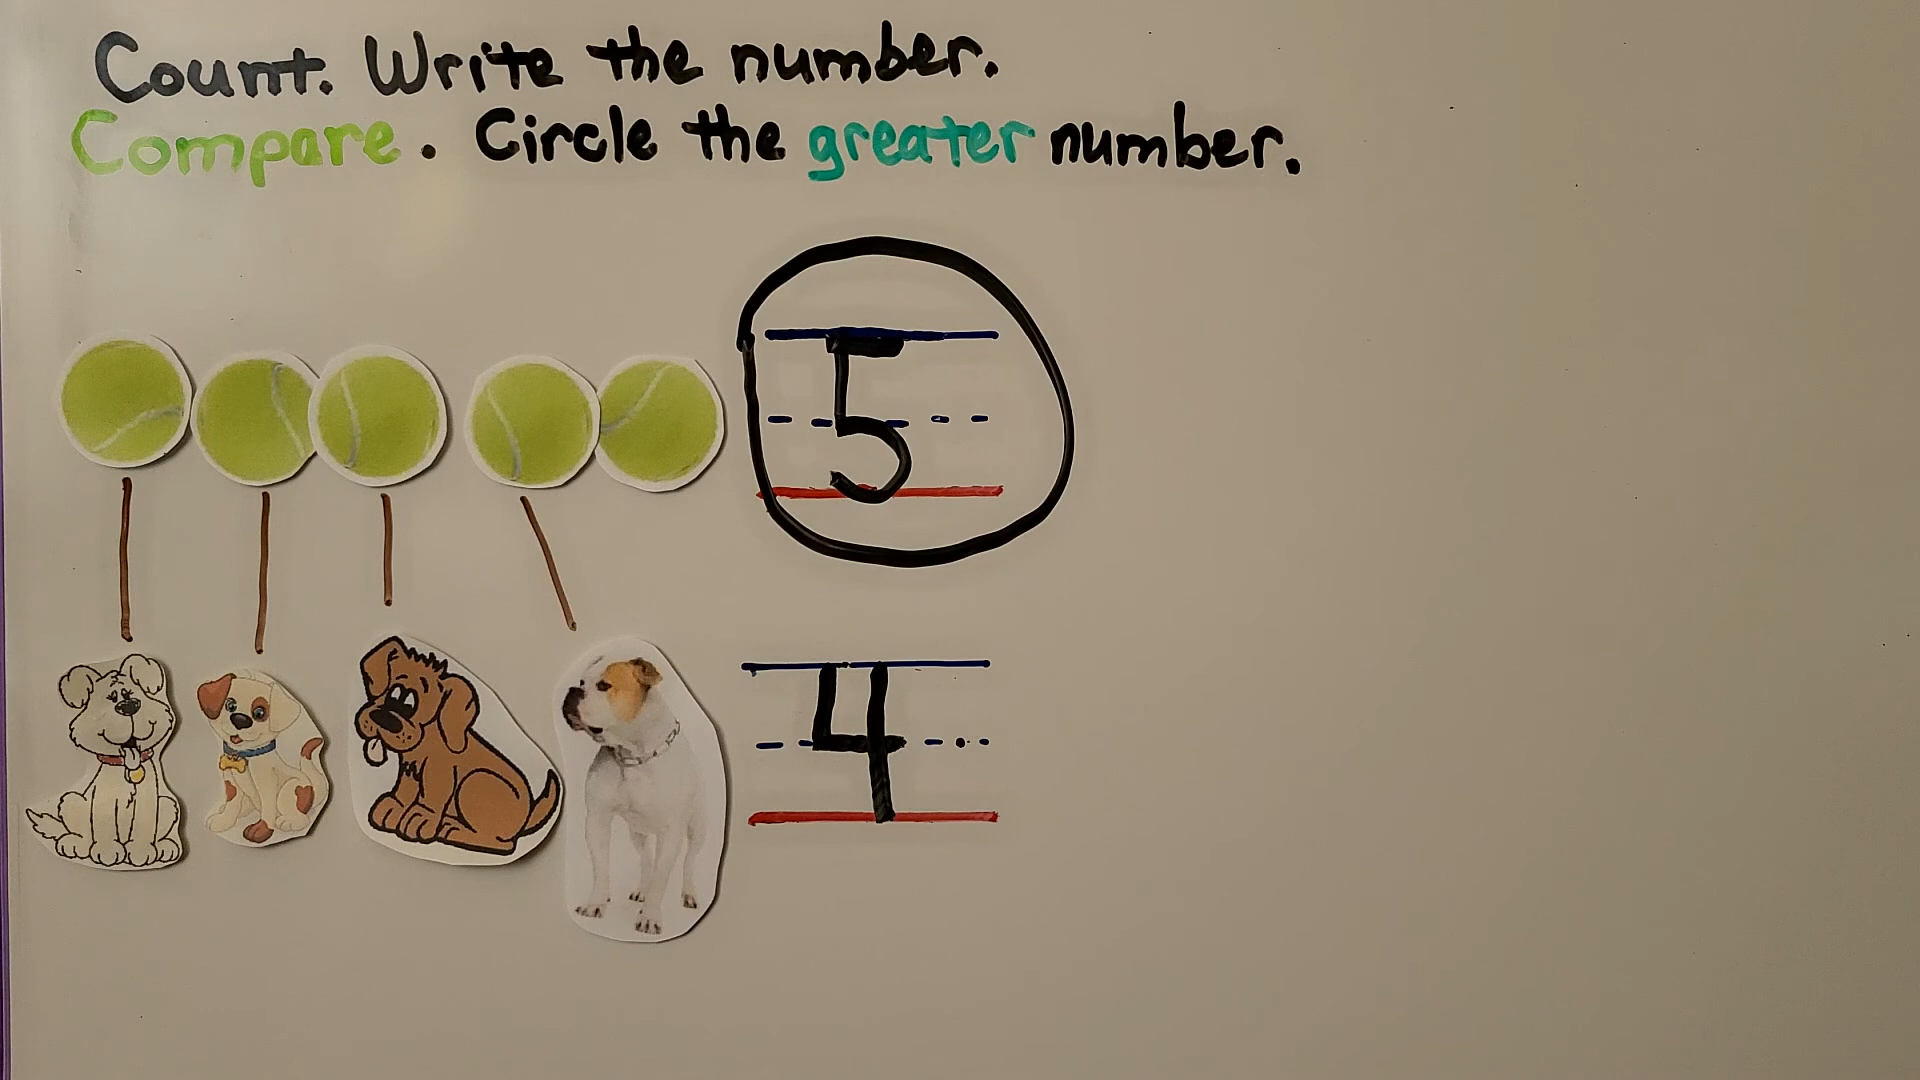 Count. Write the number.
Compare. Circle the greater number.
5
4